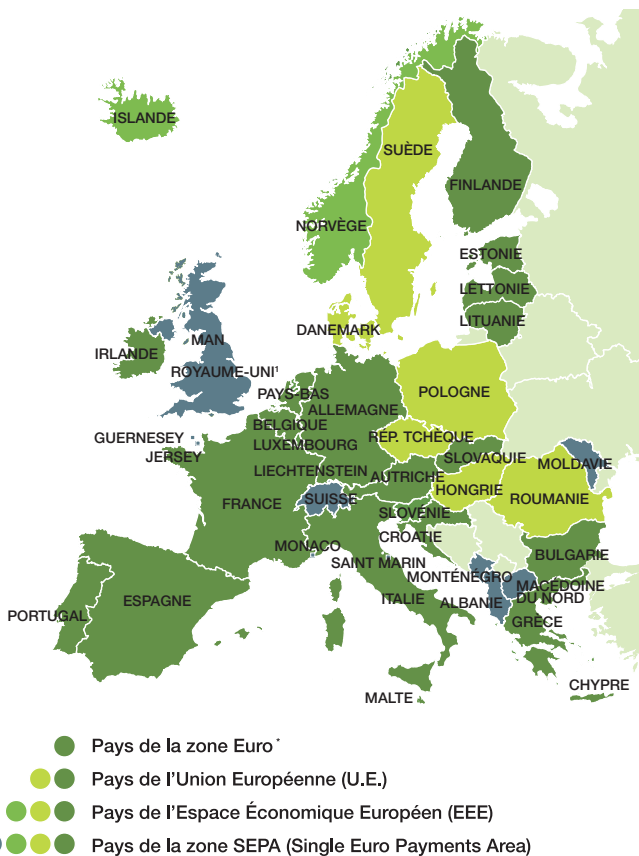 ISLANDE
SUÈDE
FINLANDE
NORVÈGE
ESTONIE
LETTONIE
LITUANIE
DANEMARK
MAN
IRLANDE
ROYAUME-UNI¹
PAYS-BAS
POLOGNE
ALLEMAGNE
BELGIQUE
GUERNESEY
RÉP. TCHÈQUE
LUXEMBOURG
JERSEY
SLOVAQUIE
MOLDAVIE
LIECHTENSTEIN
AUTRICHE
HONGRIE
SUISSE
ROUMANIE
FRANCE
SLOVÉNIE
CROATIE
MONACO
BULGARIE
SAINT MARIN
MONTÉNÉGRO
MACÉDOINE
DU NORD
ESPAGNE
ITALIE
ALBANIE
PORTUGAL
GRÈCE
CHYPRE
MALTE
Pays de la zone Euro*
Pays de l'Union Européenne (U.E.)
Pays de l'Espace Économique Européen (EEE)
Pays de la zone SEPA (Single Euro Payments Area)